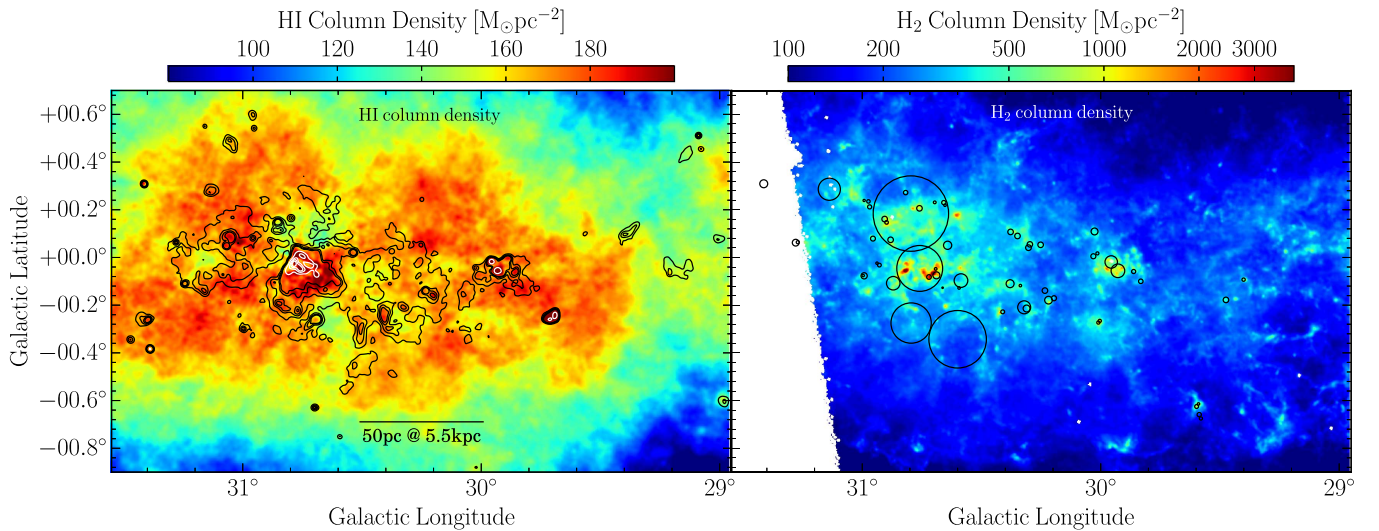 HI Column Density [M⊙pc−2]
100 120 140 160 180
HI column density
+00.6°
+00.4°
+00.2°
+00.0°
−00.2°
−00.4°
−00.6°
−00.8°
Galactic Latitude
50pc @ 5.5kpc
31° 30° 29°
Galactic Longitude
H2 Column Density [M⊙pc−2]
100 200 500 1000 2000 3000
H2 column density
31° 30° 29°
Galactic Longitude